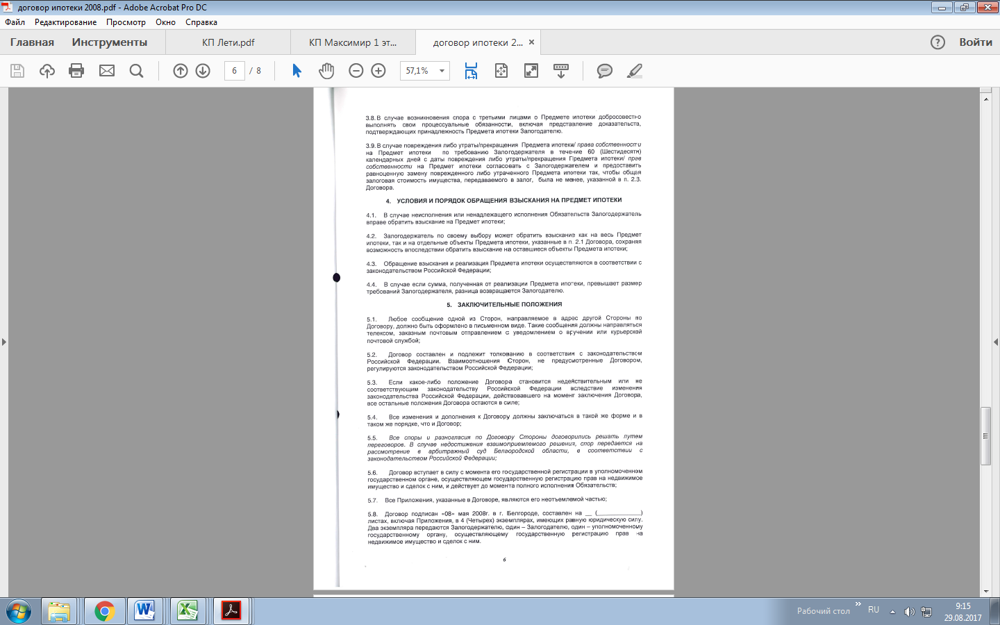 договор ипотеки 2008.pdf - Adobe Acrobat Pro DC
Файл Редактирование Просмотр Окно Справка
Главная Инструменты КП Лети.pdf КП Максимир 1 эт... договор ипотеки 2... × ? Войти
6 / 8 57,1%
3.8. В случае возникновения спора с третьими лицами о Предмете ипотеки добросовестно
выполнять свои процессуальные обязанности, включая представление доказательств,
подтверждающих принадлежность Предмета ипотеки Залогодателю.
3.9. В случае повреждения либо утраты/прекращения Предмета ипотеки/ права собственности
на Предмет ипотеки по требованию Залогодержателя в течение 60 (Шестидесяти)
календарных дней с даты повреждения либо утраты/прекращения Предмета ипотеки/ прав
собственности на Предмет ипотеки согласовать с Залогодержателем и предоставить
равноценную замену поврежденного либо утраченного Предмета ипотеки так, чтобы общая
залоговая стоимость имущества, передаваемого в залог, была не менее, указанной в п. 2.3.
Договора.
4. УСЛОВИЯ И ПОРЯДОК ОБРАЩЕНИЯ ВЗЫСКАНИЯ НА ПРЕДМЕТ ИПОТЕКИ
4.1. В случае неисполнения или ненадлежащего исполнения Обязательств Залогодержатель
вправе обратить взыскание на Предмет ипотеки;
4.2. Залогодержатель по своему выбору может обратить взыскание как на весь Предмет
ипотеки, так и на отдельные объекты Предмета ипотеки, указанные в п. 2.1 Договора, сохраняя
возможность впоследствии обратить взыскание на оставшиеся объекты Предмета ипотеки;
4.3. Обращение взыскания и реализация Предмета ипотеки осуществляются в соответствии с
законодательством Российской Федерации;
4.4. В случае если сумма, полученная от реализации Предмета ипотеки, превышает размер
требований Залогодержателя, разница возвращается Залогодателю.
5. ЗАКЛЮЧИТЕЛЬНЫЕ ПОЛОЖЕНИЯ
5.1. Любое сообщение одной из Сторон, направляемое в адрес другой Стороны по
Договору, должно быть оформлено в письменном виде. Такие сообщения должны направляться
телексом, заказным почтовым отправлением с уведомлением о вручении или курьерской
почтовой службой;
5.2. Договор составлен и подлежит толкованию в соответствии с законодательством
Российской Федерации. Взаимоотношения Сторон, не предусмотренные Договором,
регулируются законодательством Российской Федерации;
5.3. Если какое-либо положение Договора становится недействительным или не
соответствующим законодательству Российской Федерации вследствие изменения
законодательства Российской Федерации, действовавшего на момент заключения Договора,
все остальные положения Договора остаются в силе;
5.4. Все изменения и дополнения к Договору должны заключаться в такой же форме и в
таком же порядке, что и Договор;
5.5. Все споры и разногласия по Договору Стороны договорились решать путем
переговоров. В случае недостижения взаимоприемлемого решения, спор передается на
рассмотрение в арбитражный суд Белгородской области, в соответствии с
законодательством Российской Федерации;
5.6. Договор вступает в силу с момента его государственной регистрации в уполномоченном
государственном органе, осуществляющем государственную регистрацию прав на недвижимое
имущество и сделок с ним, и действует до момента полного исполнения Обязательств;
5.7. Все Приложения, указанные в Договоре, являются его неотъемлемой частью;
5.8. Договор подписан «08» мая 2008г. в г. Белгороде, составлен на __ (____________)
листах, включая Приложения, в 4 (Четырех) экземплярах, имеющих равную юридическую силу.
Два экземпляра передаются Залогодержателю, один – Залогодателю, один – уполномоченному
государственному органу, осуществляющему государственную регистрацию прав на
недвижимое имущество и сделок с ним.
6
Рабочий стол » RU 9:15
29.08.2017